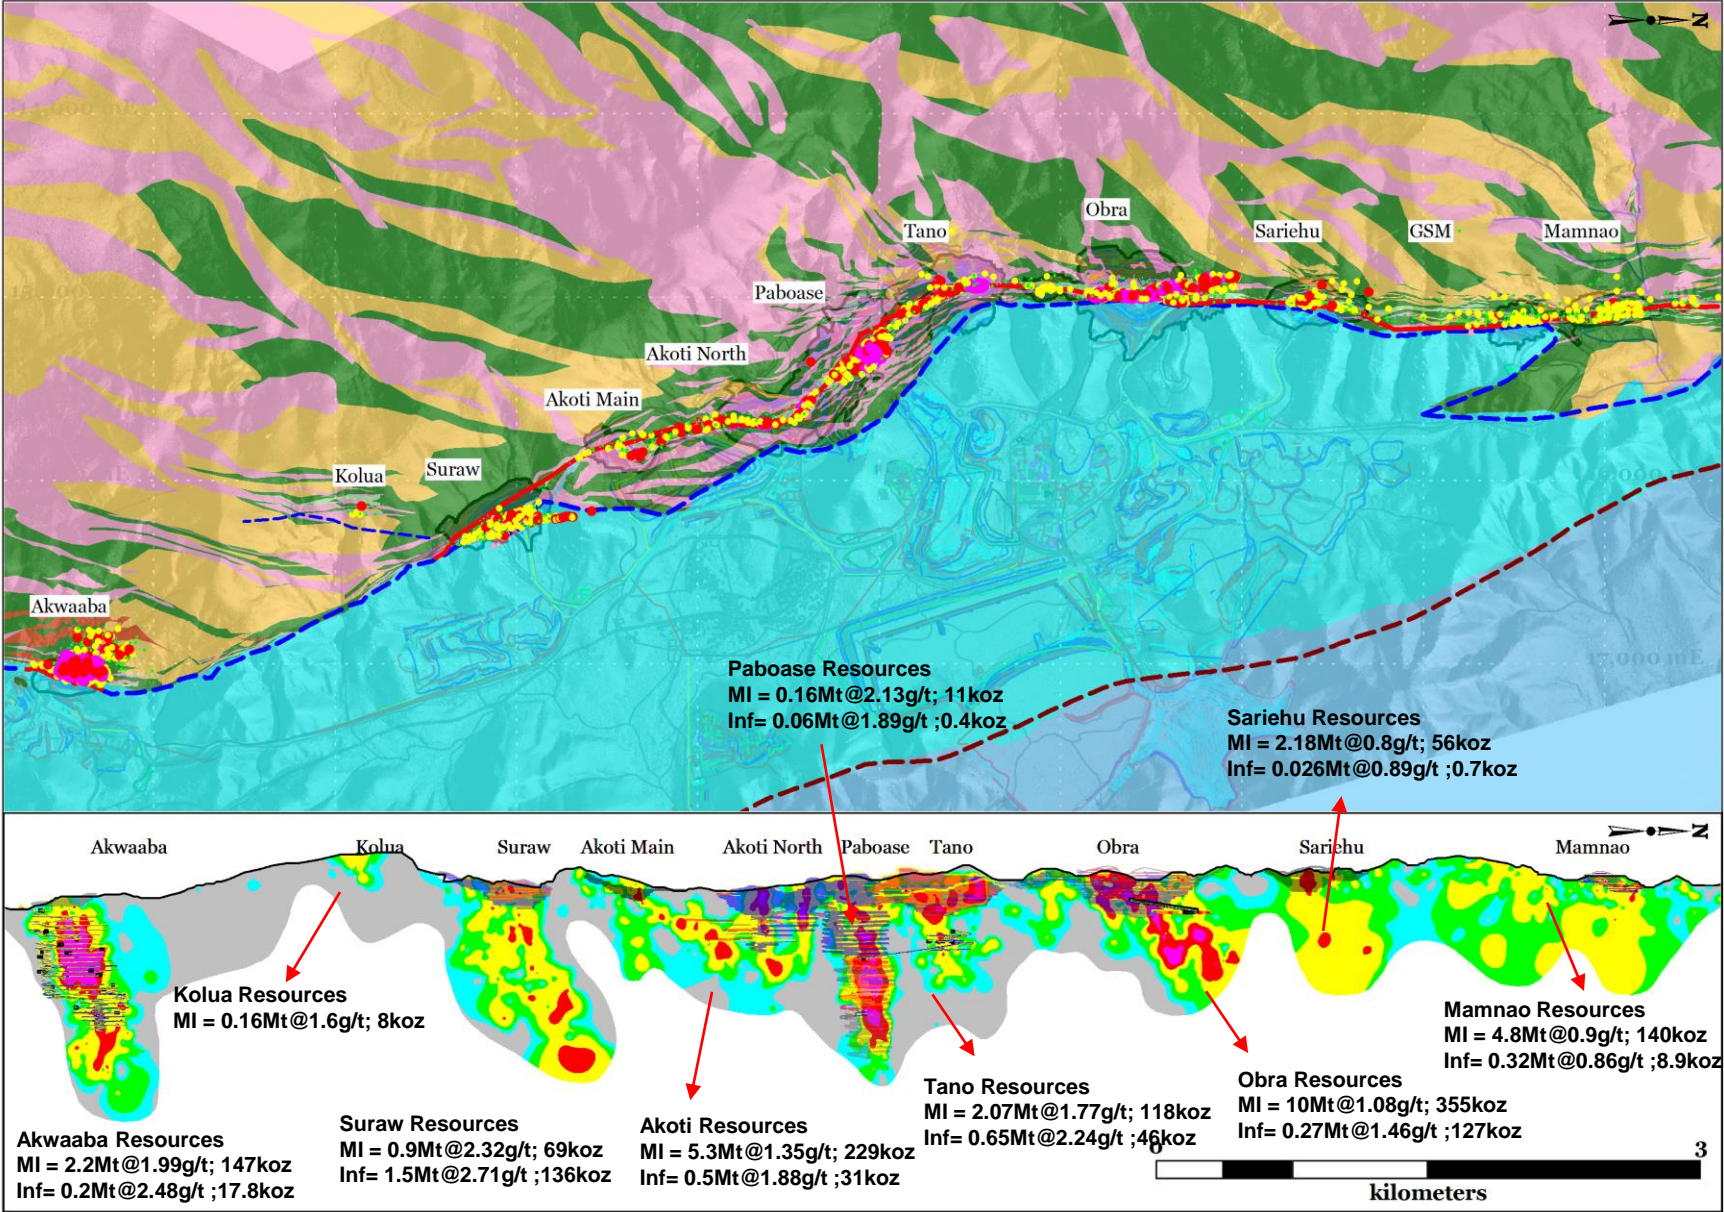 N
14,000 mE
Obra
Tano
Sariehu
GSM
Mamnao
Paboase
Akoti North
Akoti Main
Suraw
Kolua
Akwaaba
17,000 mE
Paboase Resources
MI = 0.16Mt@2.13g/t; 11koz
Inf= 0.06Mt@1.89g/t ;0.4koz
Sariehu Resources
MI = 2.18Mt@0.8g/t; 56koz
Inf= 0.026Mt@0.89g/t ;0.7koz
N
Akwaaba
Kolua
Suraw
Akoti Main
Akoti North
Paboase
Tano
Obra
Sariehu
Mamnao
Kolua Resources
MI = 0.16Mt@1.6g/t; 8koz
Mamnao Resources
MI = 4.8Mt@0.9g/t; 140koz
Inf= 0.32Mt@0.86g/t ;8.9koz
Akwaaba Resources
MI = 2.2Mt@1.99g/t; 147koz
Inf= 0.2Mt@2.48g/t ;17.8koz
Suraw Resources
MI = 0.9Mt@2.32g/t; 69koz
Inf= 1.5Mt@2.71g/t ;136koz
Akoti Resources
MI = 5.3Mt@1.35g/t; 229koz
Inf= 0.5Mt@1.88g/t ;31koz
Tano Resources
MI = 2.07Mt@1.77g/t; 118koz
Inf= 0.65Mt@2.24g/t ;46koz
Obra Resources
MI = 10Mt@1.08g/t; 355koz
Inf= 0.27Mt@1.46g/t ;127koz
0
3
kilometers